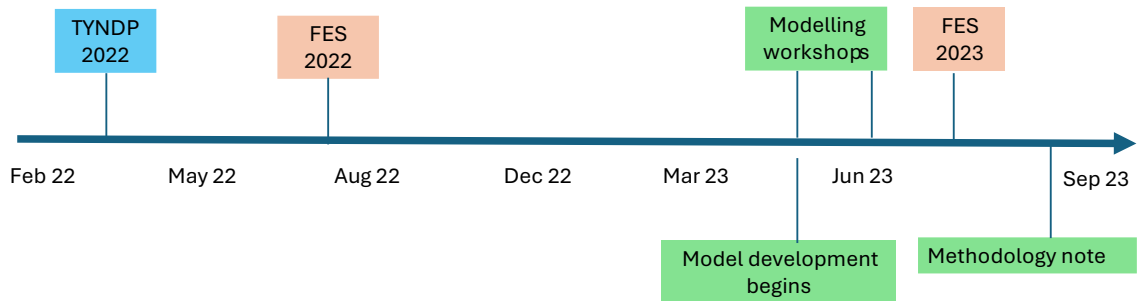 TYNDP
2022
FES
2022
Modelling
workshops
FES
2023
Feb 22
May 22
Aug 22
Dec 22
Mar 23
Jun 23
Sep 23
Model development
begins
Methodology note